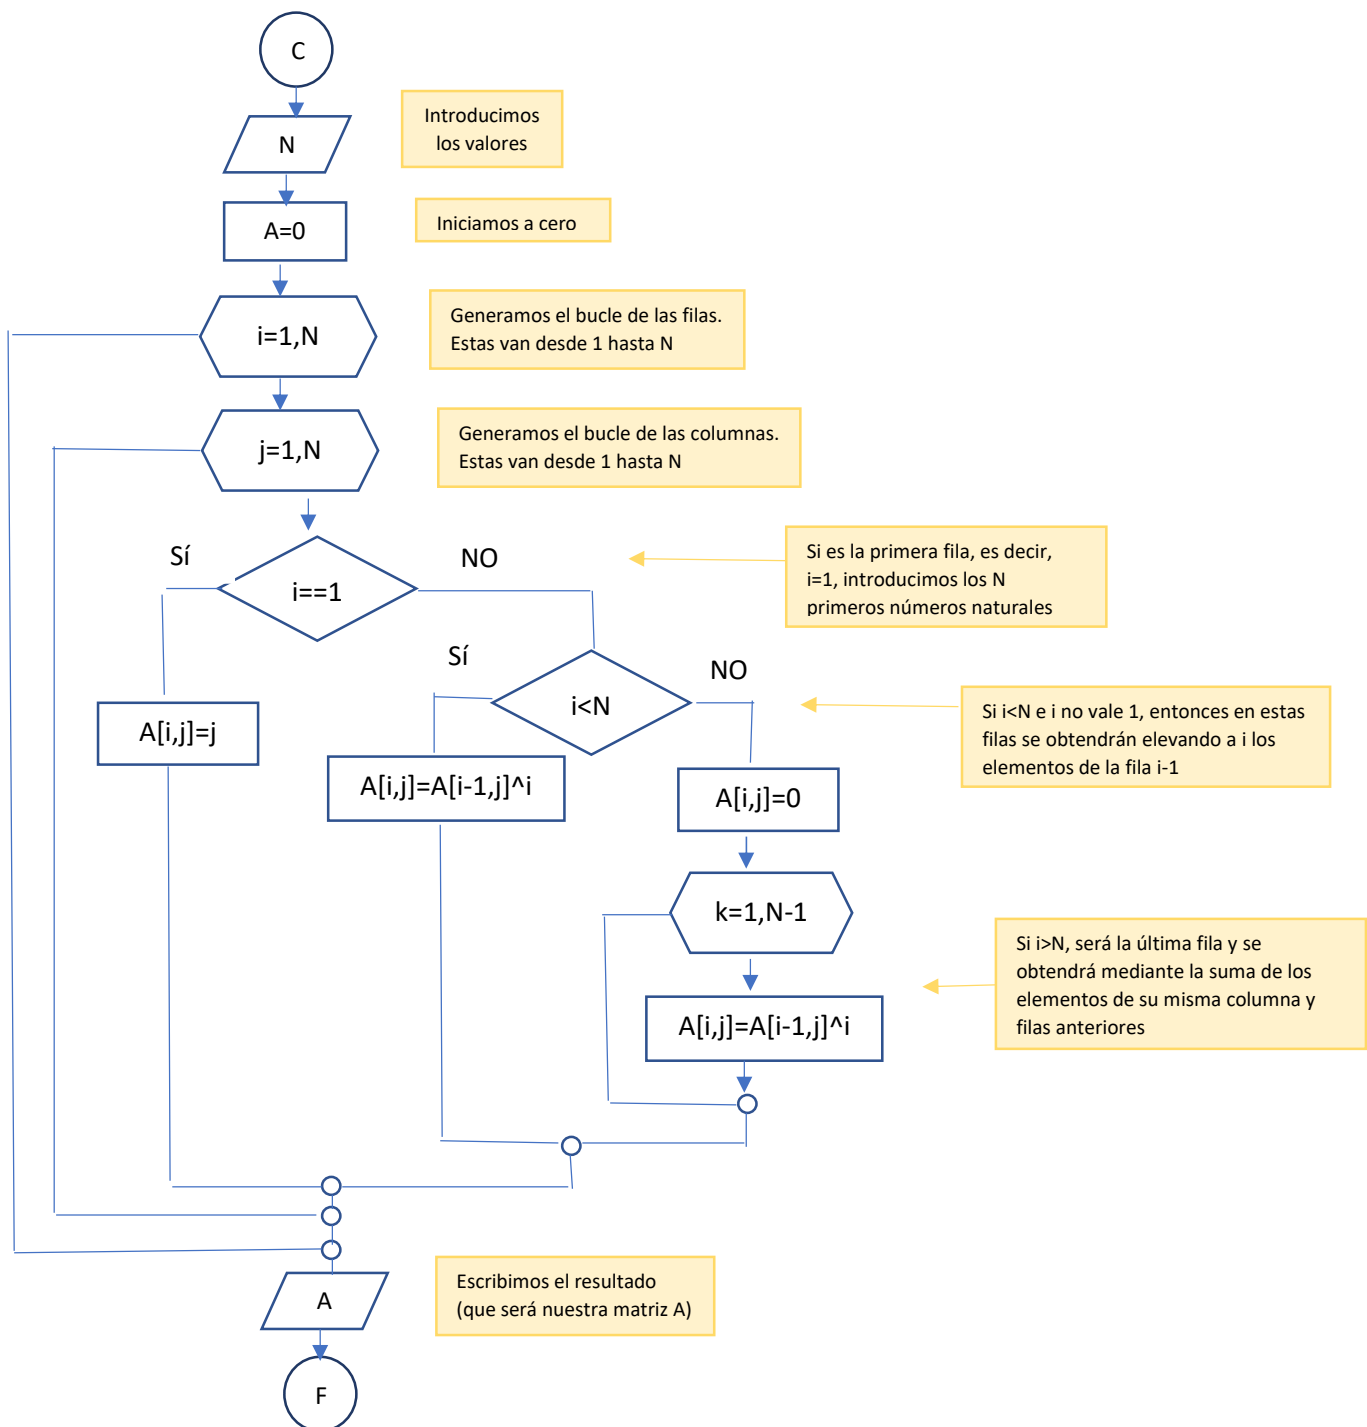 C
N
Introducimos
los valores
A=0
Iniciamos a cero
i=1,N
Generamos el bucle de las filas.
Estas van desde 1 hasta N
j=1,N
Generamos el bucle de las columnas.
Estas van desde 1 hasta N
Sí
NO
i==1
Si es la primera fila, es decir,
i=1, introducimos los N
primeros números naturales
Sí
NO
i<N
A[i,j]=j
Si i<N e i no vale 1, entonces en estas
filas se obtendrán elevando a i los
elementos de la fila i-1
A[i,j]=A[i-1,j]^i
A[i,j]=0
k=1,N-1
Si i>N, será la última fila y se
obtendrá mediante la suma de los
elementos de su misma columna y
filas anteriores
A[i,j]=A[i-1,j]^i
Escribimos el resultado
(que será nuestra matriz A)
A
F